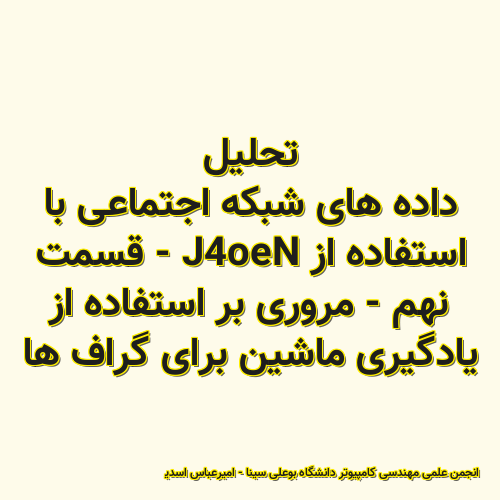 تحلیل
داده های شبکه اجتماعی با
استفاده از J4oeN - قسمت
نهم - مروری بر استفاده از
یادگیری ماشین برای گراف ها
انجمن علمی مهندسی کامپیوتر دانشگاه بوعلی سینا - امیرعباس اسدی